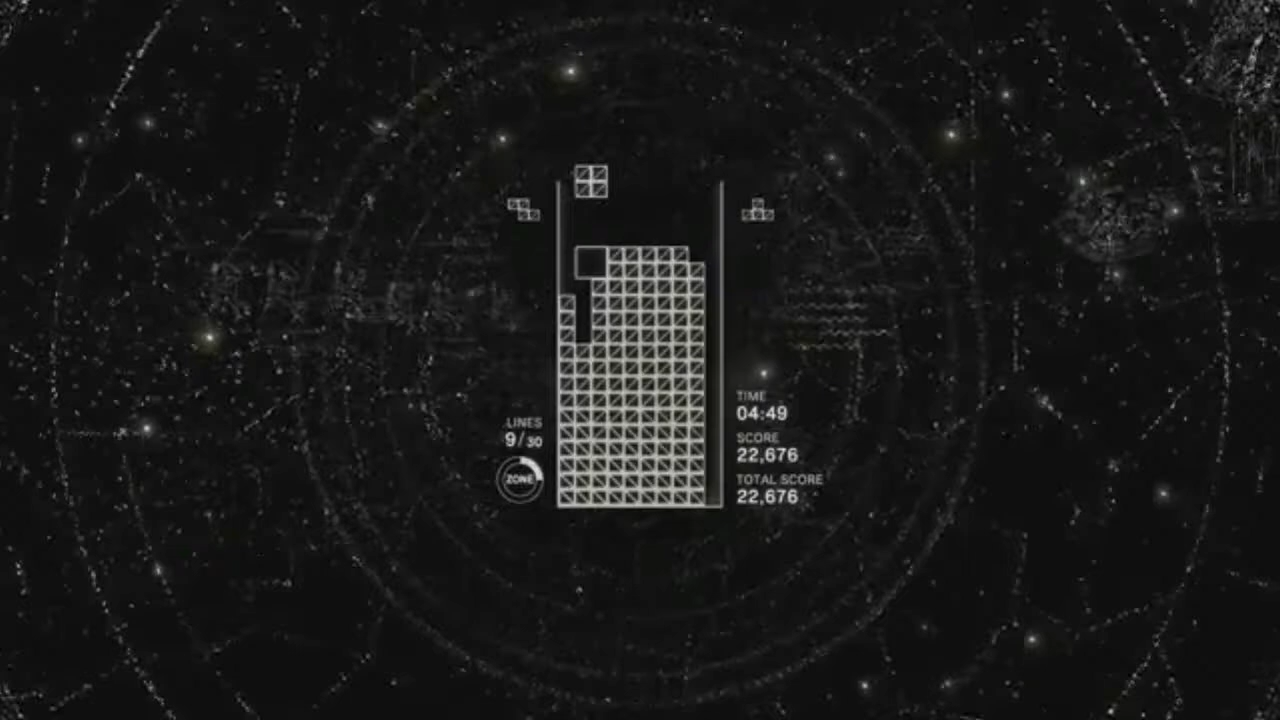 LINES
9/30
ZONE
TIME
04:49
SCORE
22,676
TOTAL SCORE
22,676